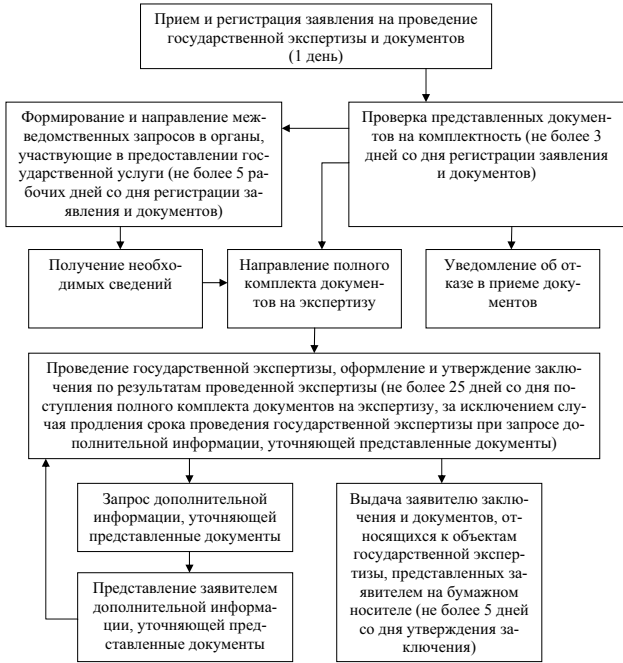 Прием и регистрация заявления на проведение
государственной экспертизы и документов
(1 день)
Формирование и направление меж-
ведомственных запросов в органы,
участвующие в предоставлении гос-
ударственной услуги (не более 5 ра-
бочих дней со дня регистрации за-
явления и документов)
Проверка представленных докумен-
тов на комплектность (не более 3
дней со дня регистрации заявления
и документов)
Получение необхо-
димых сведений
Направление полного
комплекта докумен-
тов на экспертизу
Уведомление об от-
казе в приеме доку-
ментов
Проведение государственной экспертизы, оформление и утверждение заклю-
чения по результатам проведенной экспертизы (не более 25 дней со дня по-
ступления полного комплекта документов на экспертизу, за исключением слу-
чая продления срока проведения государственной экспертизы при запросе до-
полнительной информации, уточняющей представленные документы)
Запрос дополнительной
информации, уточняющей
представленные документы
Выдача заявителю заклю-
чения и документов, от-
носящихся к объектам
государственной экспер-
тизы, представленных за-
явителем на бумажном
носителе (не более 5 дней
со дня утверждения за-
ключения)
Представление заявителем
дополнительной информа-
ции, уточняющей пред-
ставленные документы